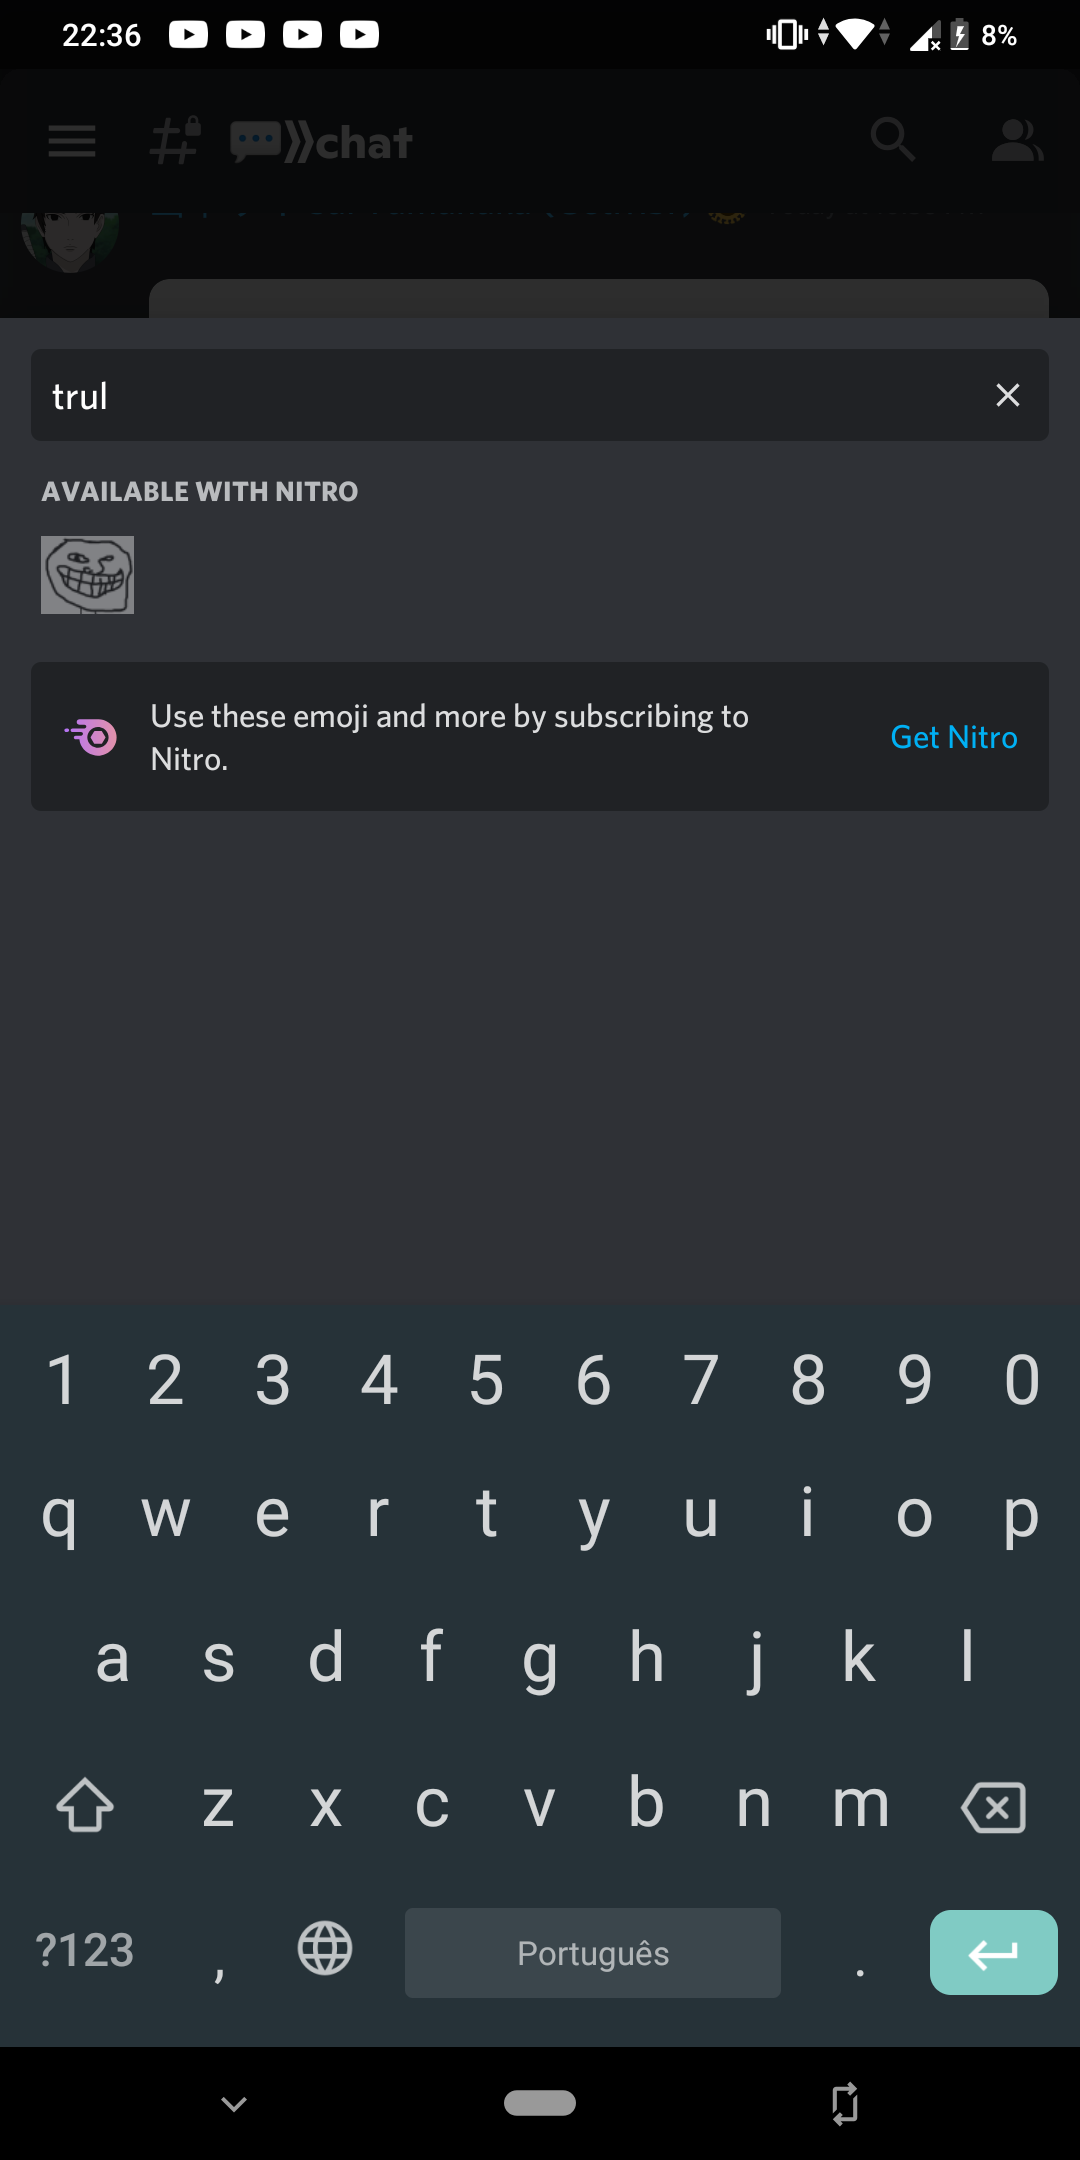 22:36 8%
chat
trul
AVAILABLE WITH NITRO
Use these emoji and more by subscribing to
Nitro.
Get Nitro
1 2 3 4 5 6 7 8 9 0
q w e r t y u i o p
a s d f g h j k l
z x c v b n m
?123 , Português .